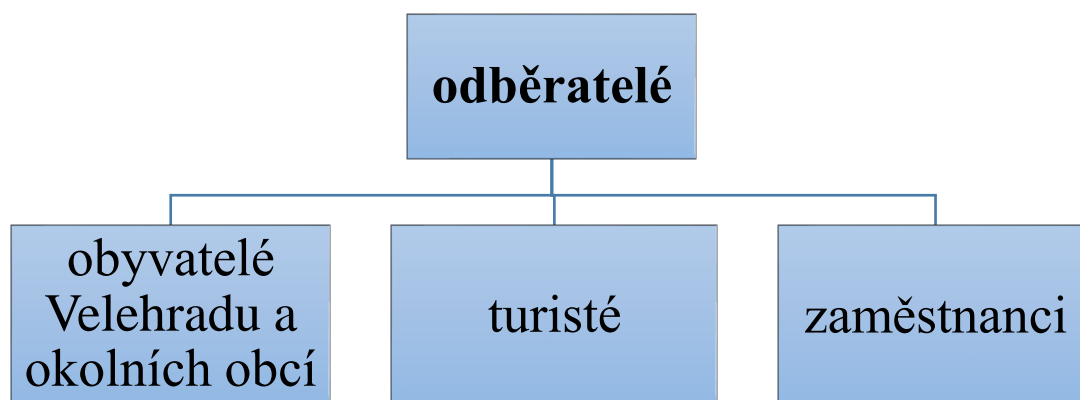 odběratelé
obyvatelé
Velehradu a
okolních obcí
turisté
zaměstnanci